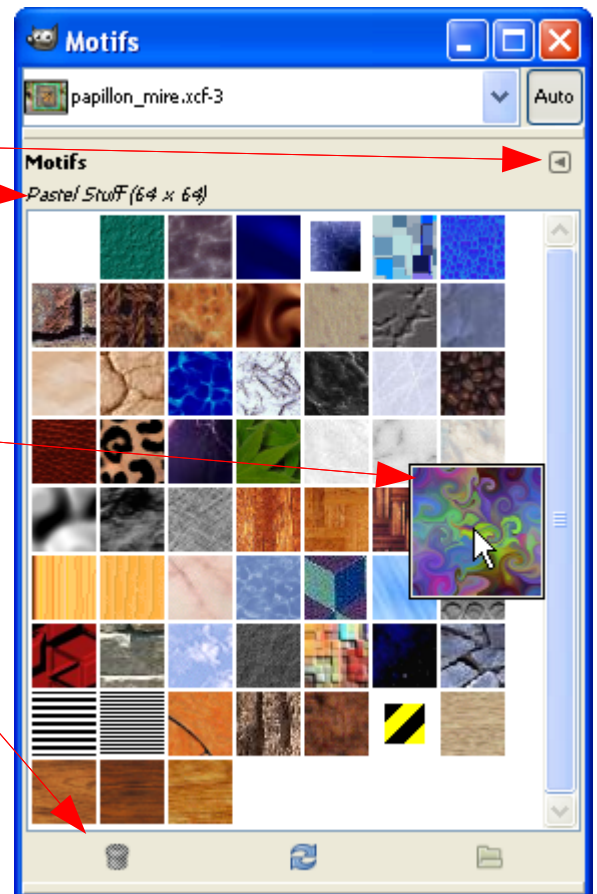 Motifs
papillon_mire.xcf-3
Auto
Motifs
Pastel Stuff (64 x 64)